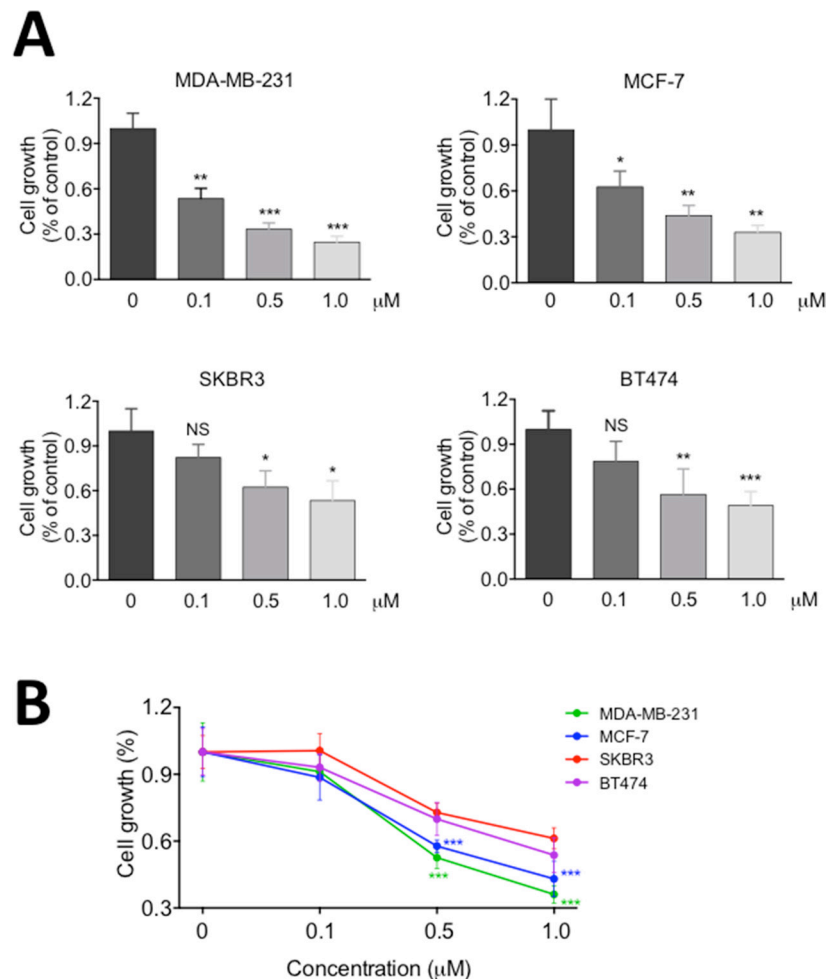 A
MDA-MB-231
1.2
0.9
0.6
0.3
0.0
Cell growth
(% of control)
**
***
***
0 0.1 0.5 1.0 μM
MCF-7
1.2
0.9
0.6
0.3
0.0
Cell growth
(% of control)
*
**
**
0 0.1 0.5 1.0 μM
SKBR3
1.2
0.9
0.6
0.3
0.0
Cell growth
(% of control)
NS
*
*
0 0.1 0.5 1.0 μM
BT474
1.2
0.9
0.6
0.3
0.0
Cell growth
(% of control)
NS
**
***
0 0.1 0.5 1.0 μM
B
1.2
0.9
0.6
0.3
Cell growth (%)
***
***
***
***
0 0.1 0.5 1.0
Concentration (μM)
MDA-MB-231
MCF-7
SKBR3
BT474